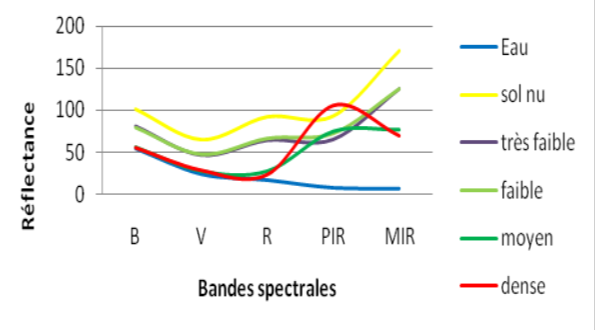 200
150
100
50
0
Réflectance
B V R PIR MIR
Bandes spectrales
Eau
sol nu
très faible
faible
moyen
dense